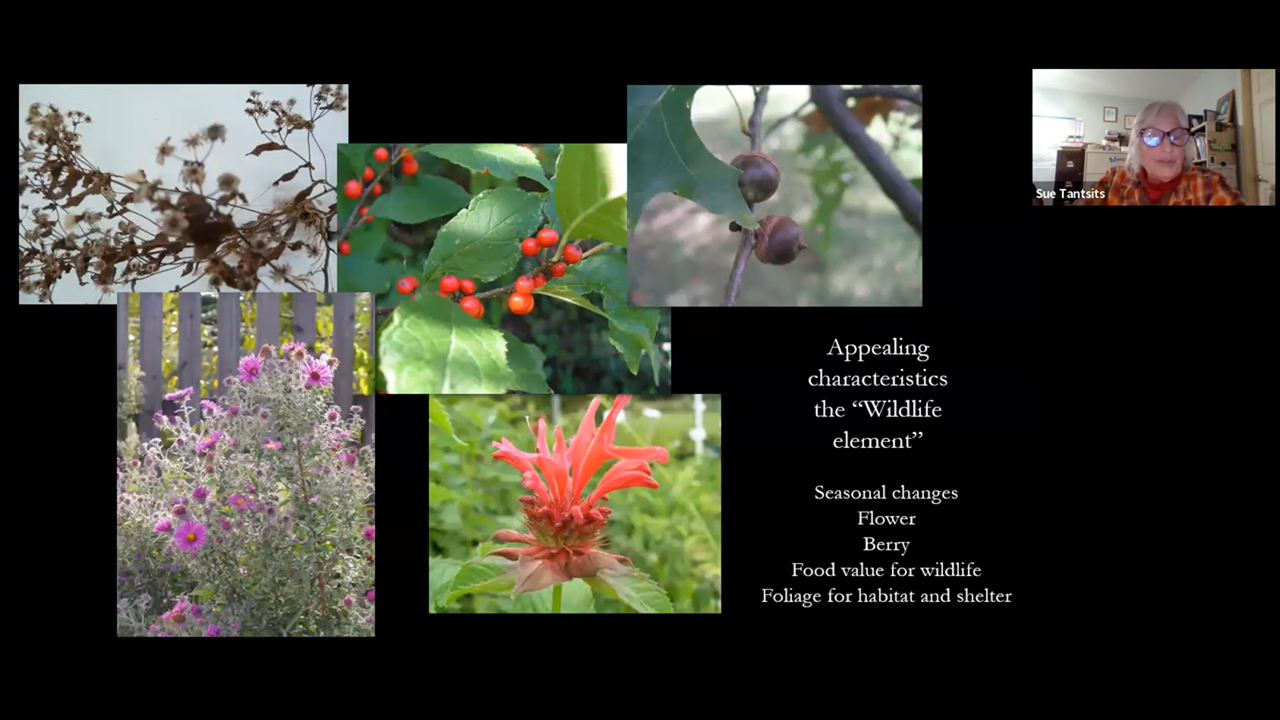 Sue Tantsits
Appealing
characteristics
the “Wildlife
element”
Seasonal changes
Flower
Berry
Food value for wildlife
Foliage for habitat and shelter